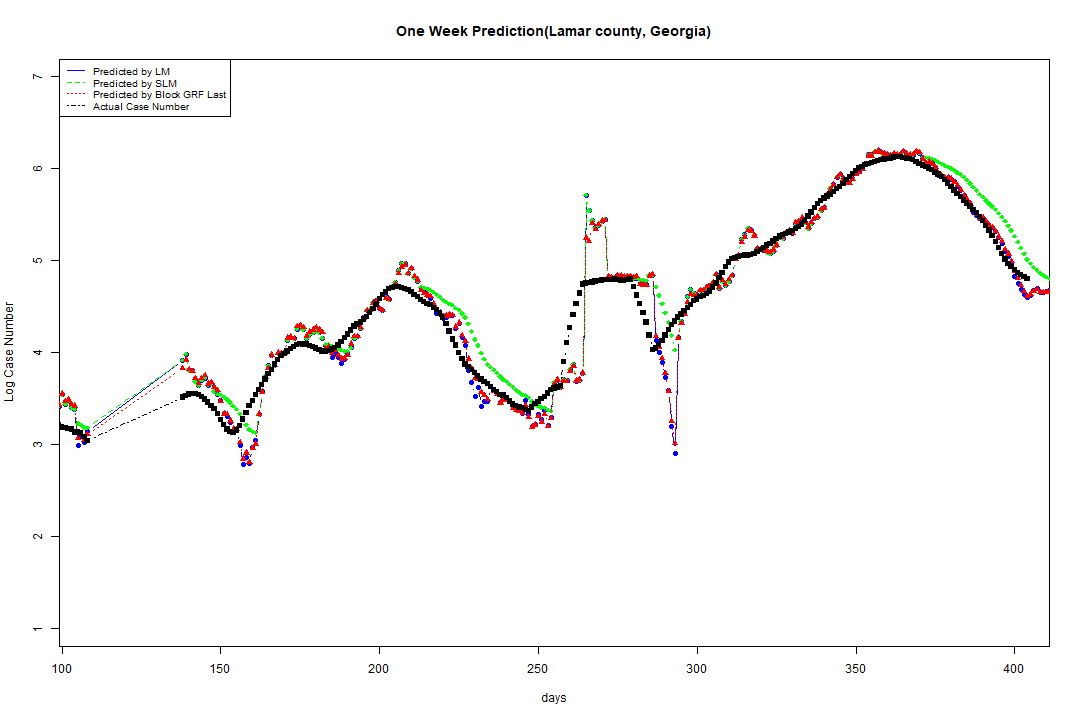 One Week Prediction(Lamar county, Georgia)
Predicted by LM
Predicted by SLM
Predicted by Block GRF Last
Actual Case Number
Log Case Number
7
6
5
4
3
2
1
100 150 200 250 300 350 400
days